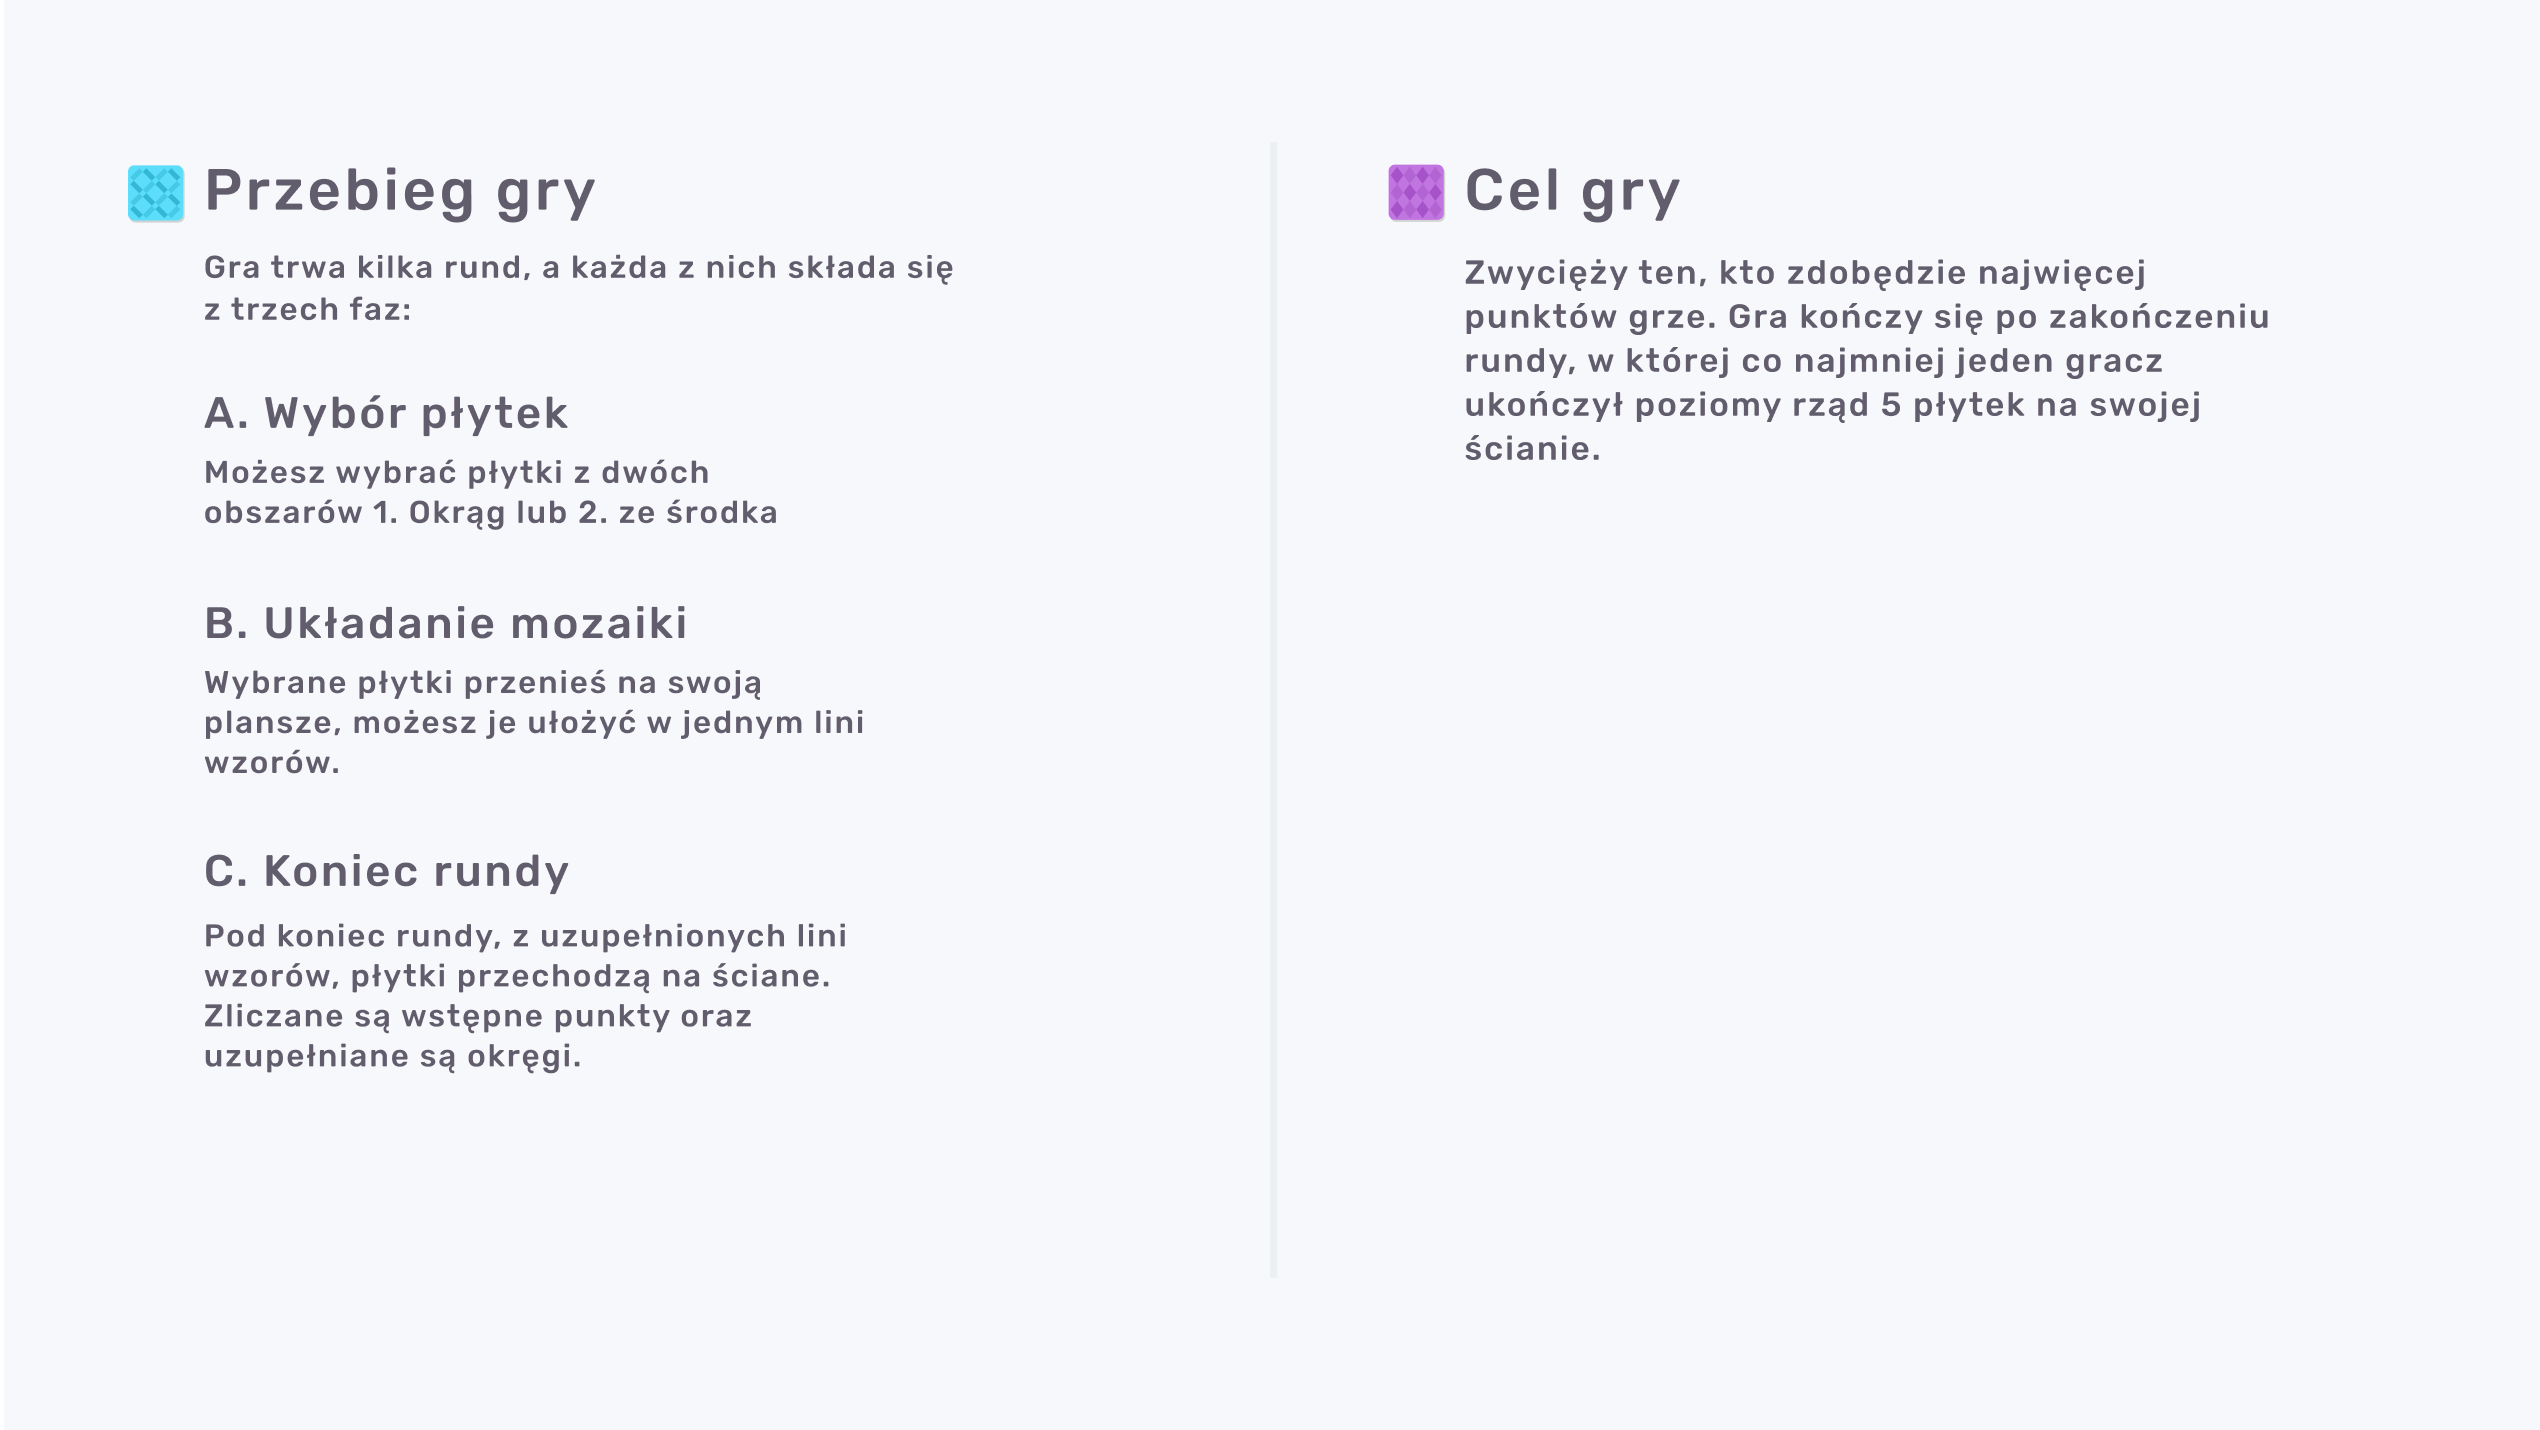 Przebieg gry
Gra trwa kilka rund, a każda z nich składa się
z trzech faz:
A. Wybór płytek
Możesz wybrać płytki z dwóch
obszarów 1. Okrąg lub 2. ze środka
B. Układanie mozaiki
Wybrane płytki przenieś na swoją
plansze, możesz je ułożyć w jednym lini
wzorów.
C. Koniec rundy
Pod koniec rundy, z uzupełnionych lini
wzorów, płytki przechodzą na ściane.
Zliczane są wstępne punkty oraz
uzupełniane są okręgi.
Cel gry
Zwycięży ten, kto zdobędzie najwięcej
punktów grze. Gra kończy się po zakończeniu
rundy, w której co najmniej jeden gracz
ukończył poziomy rząd 5 płytek na swojej
ścianie.